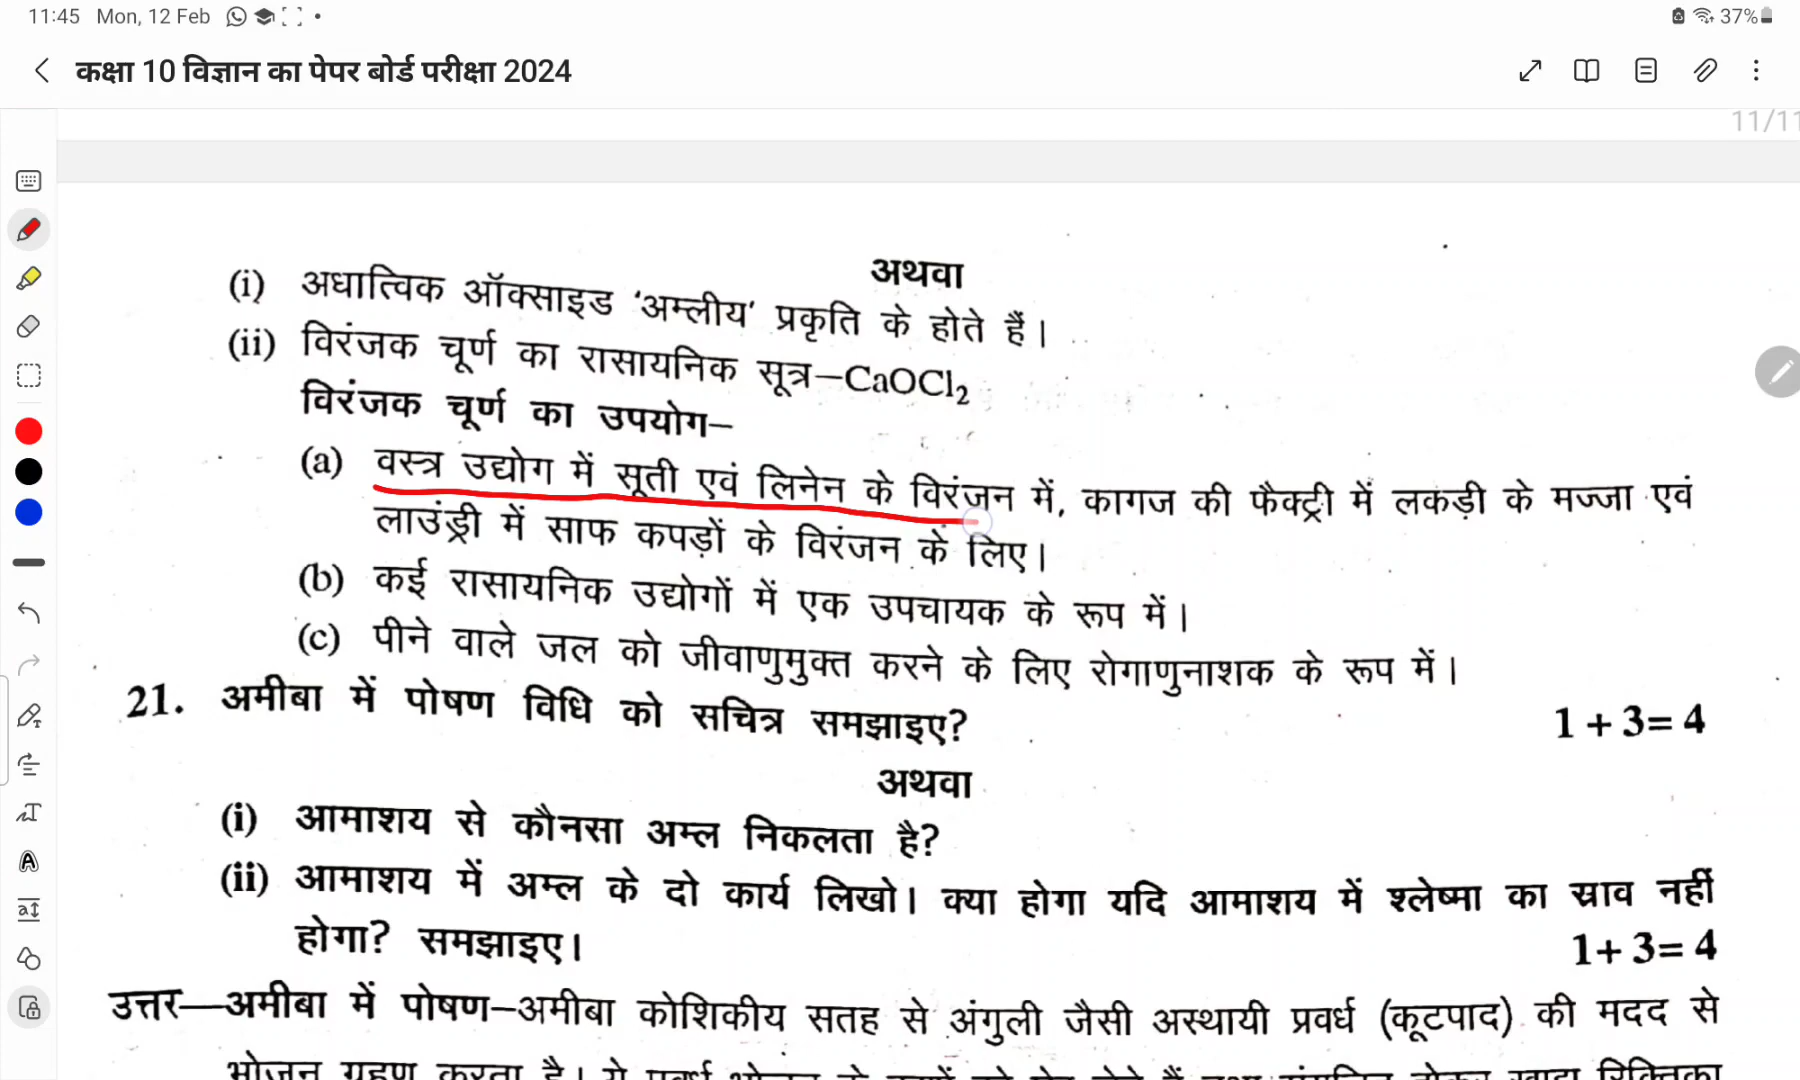 11:45 Mon, 12 Feb
37%
कक्षा 10 विज्ञान का पेपर बोर्ड परीक्षा 2024
11/11
अथवा
(i) अधात्विक ऑक्साइड ‘अम्लीय’ प्रकृति के होते हैं।
(ii) विरंजक चूर्ण का रासायनिक सूत्र–CaOCl₂
विरंजक चूर्ण का उपयोग–
(a) वस्त्र उद्योग में सूती एवं लिनेन के विरंजन में, कागज की फैक्ट्री में लकड़ी के मज्जा एवं
लाउंड्री में साफ कपड़ों के विरंजन के लिए।
(b) कई रासायनिक उद्योगों में एक उपचायक के रूप में।
(c) पीने वाले जल को जीवाणुमुक्त करने के लिए रोगाणुनाशक के रूप में।
21. अमीबा में पोषण विधि को सचित्र समझाइए? 1 + 3= 4
अथवा
(i) आमाशय से कौनसा अम्ल निकलता है?
(ii) आमाशय में अम्ल के दो कार्य लिखो। क्या होगा यदि आमाशय में श्लेष्मा का स्राव नहीं
होगा? समझाइए। 1+ 3= 4
उत्तर—अमीबा में पोषण–अमीबा कोशिकीय सतह से अंगुली जैसी अस्थायी प्रवर्ध (कूटपाद) की मदद से
भोजन ग्रहण करता है। ये प्रवर्ध